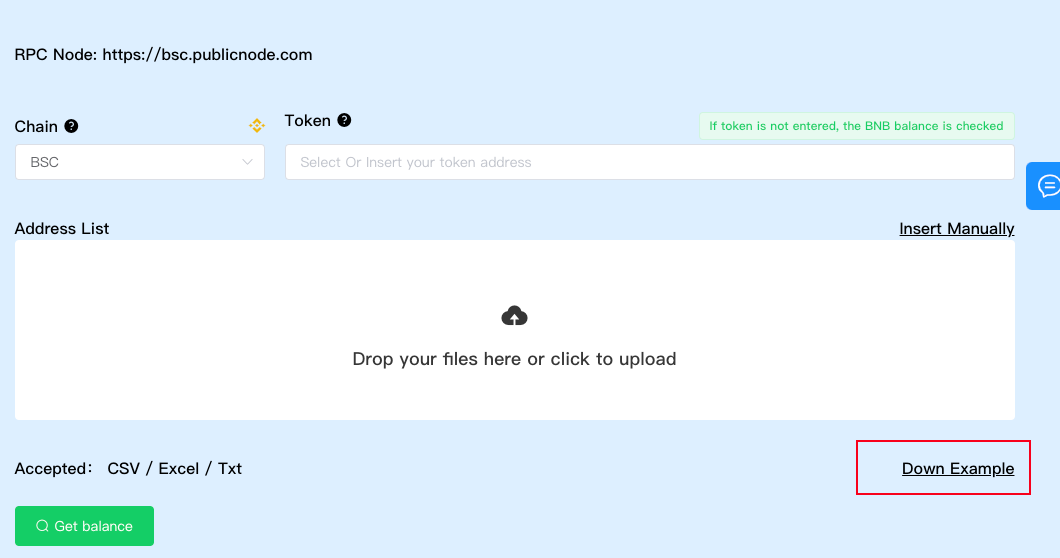 RPC Node: https://bsc.publicnode.com
Chain
Token
If token is not entered, the BNB balance is checked
BSC
Select Or Insert your token address
Address List
Insert Manually
Drop your files here or click to upload
Accepted： CSV / Excel / Txt
Down Example
Get balance